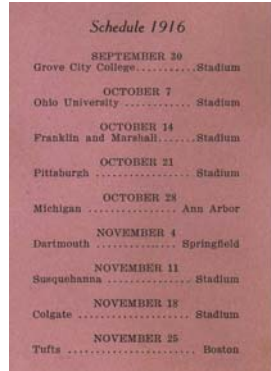 Schedule 1916
SEPTEMBER 30
Grove City College...........Stadium
OCTOBER 7
Ohio University ...............Stadium
OCTOBER 14
Franklin and Marshall.......Stadium
OCTOBER 21
Pittsburgh ..................... Stadium
OCTOBER 28
Michigan ................ Ann Arbor
NOVEMBER 4
Dartmouth ............... Springfield
NOVEMBER 11
Susquehanna ................ Stadium
NOVEMBER 18
Colgate ...................... Stadium
NOVEMBER 25
Tufts ......................... Boston